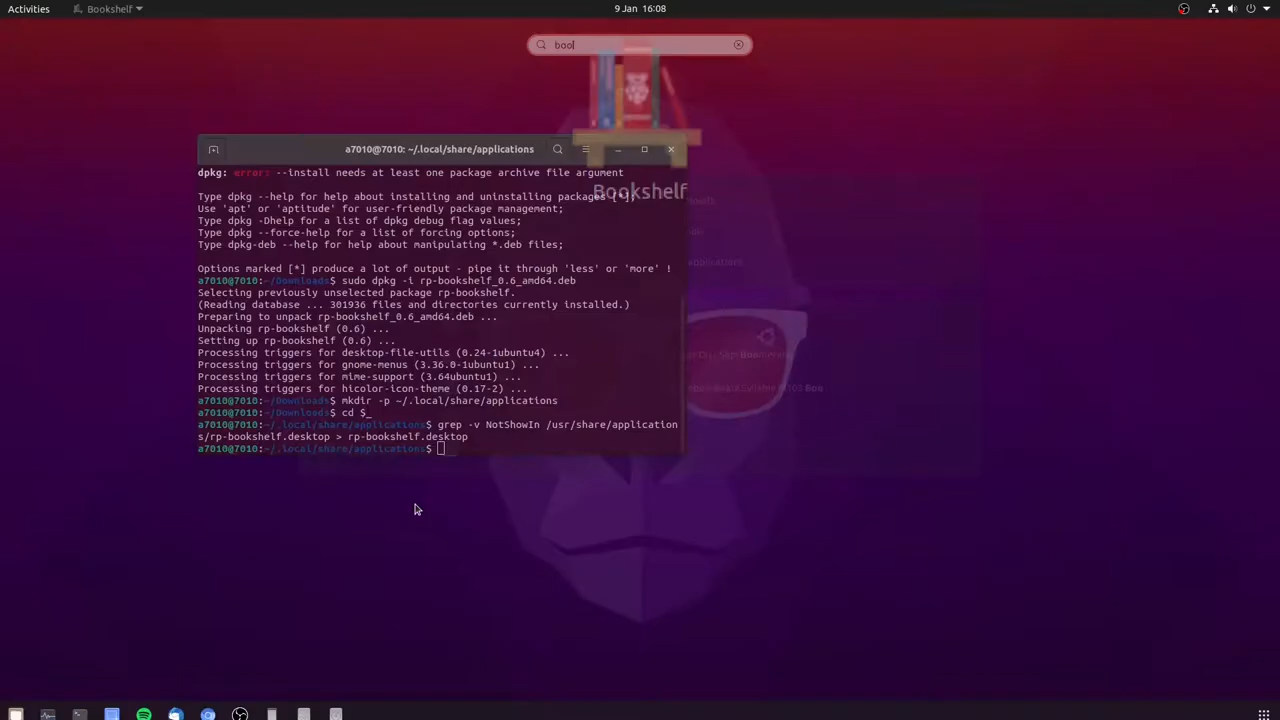 Activities
Bookshelf
9 Jan 16:08
bool
a7010@7010: ~/.local/share/applications
dpkg: error: --install needs at least one package archive file argument
Bookshelf
Type dpkg --help for help about installing and uninstalling packages [*];
Use 'apt' or 'aptitude' for user-friendly package management;
Type dpkg -Dhelp for a list of dpkg debug flag values;
Type dpkg --force-help for a list of forcing options;
Type dpkg-deb --help for help about manipulating *.deb files;
Options marked [*] produce a lot of output - pipe it through 'less' or 'more' !
a7010@7010:~/Downloads$ sudo dpkg -i rp-bookshelf_0.6_amd64.deb
Selecting previously unselected package rp-bookshelf.
(Reading database ... 301936 files and directories currently installed.)
Preparing to unpack rp-bookshelf_0.6_amd64.deb ...
Unpacking rp-bookshelf (0.6) ...
Setting up rp-bookshelf (0.6) ...
Processing triggers for desktop-file-utils (0.24-1ubuntu4) ...
Processing triggers for gnome-menus (3.36.0-1ubuntu1) ...
Processing triggers for mime-support (3.64ubuntu1) ...
Processing triggers for hicolor-icon-theme (0.17-2) ...
a7010@7010:~/Downloads$ mkdir -p ~/.local/share/applications
a7010@7010:~/Downloads$ cd $_
a7010@7010:~/.local/share/applications$ grep -v NotShowIn /usr/share/application
s/rp-bookshelf.desktop > rp-bookshelf.desktop
a7010@7010:~/.local/share/applications$